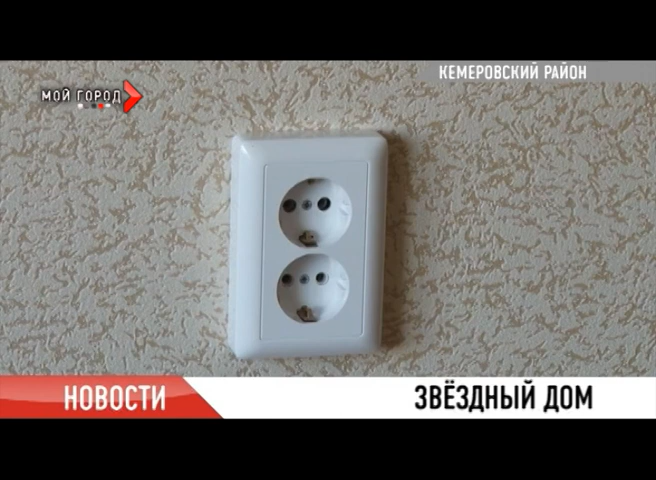 КЕМЕРОВСКИЙ РАЙОН
МОЙ ГОРОД
НОВОСТИ
ЗВЁЗДНЫЙ ДОМ